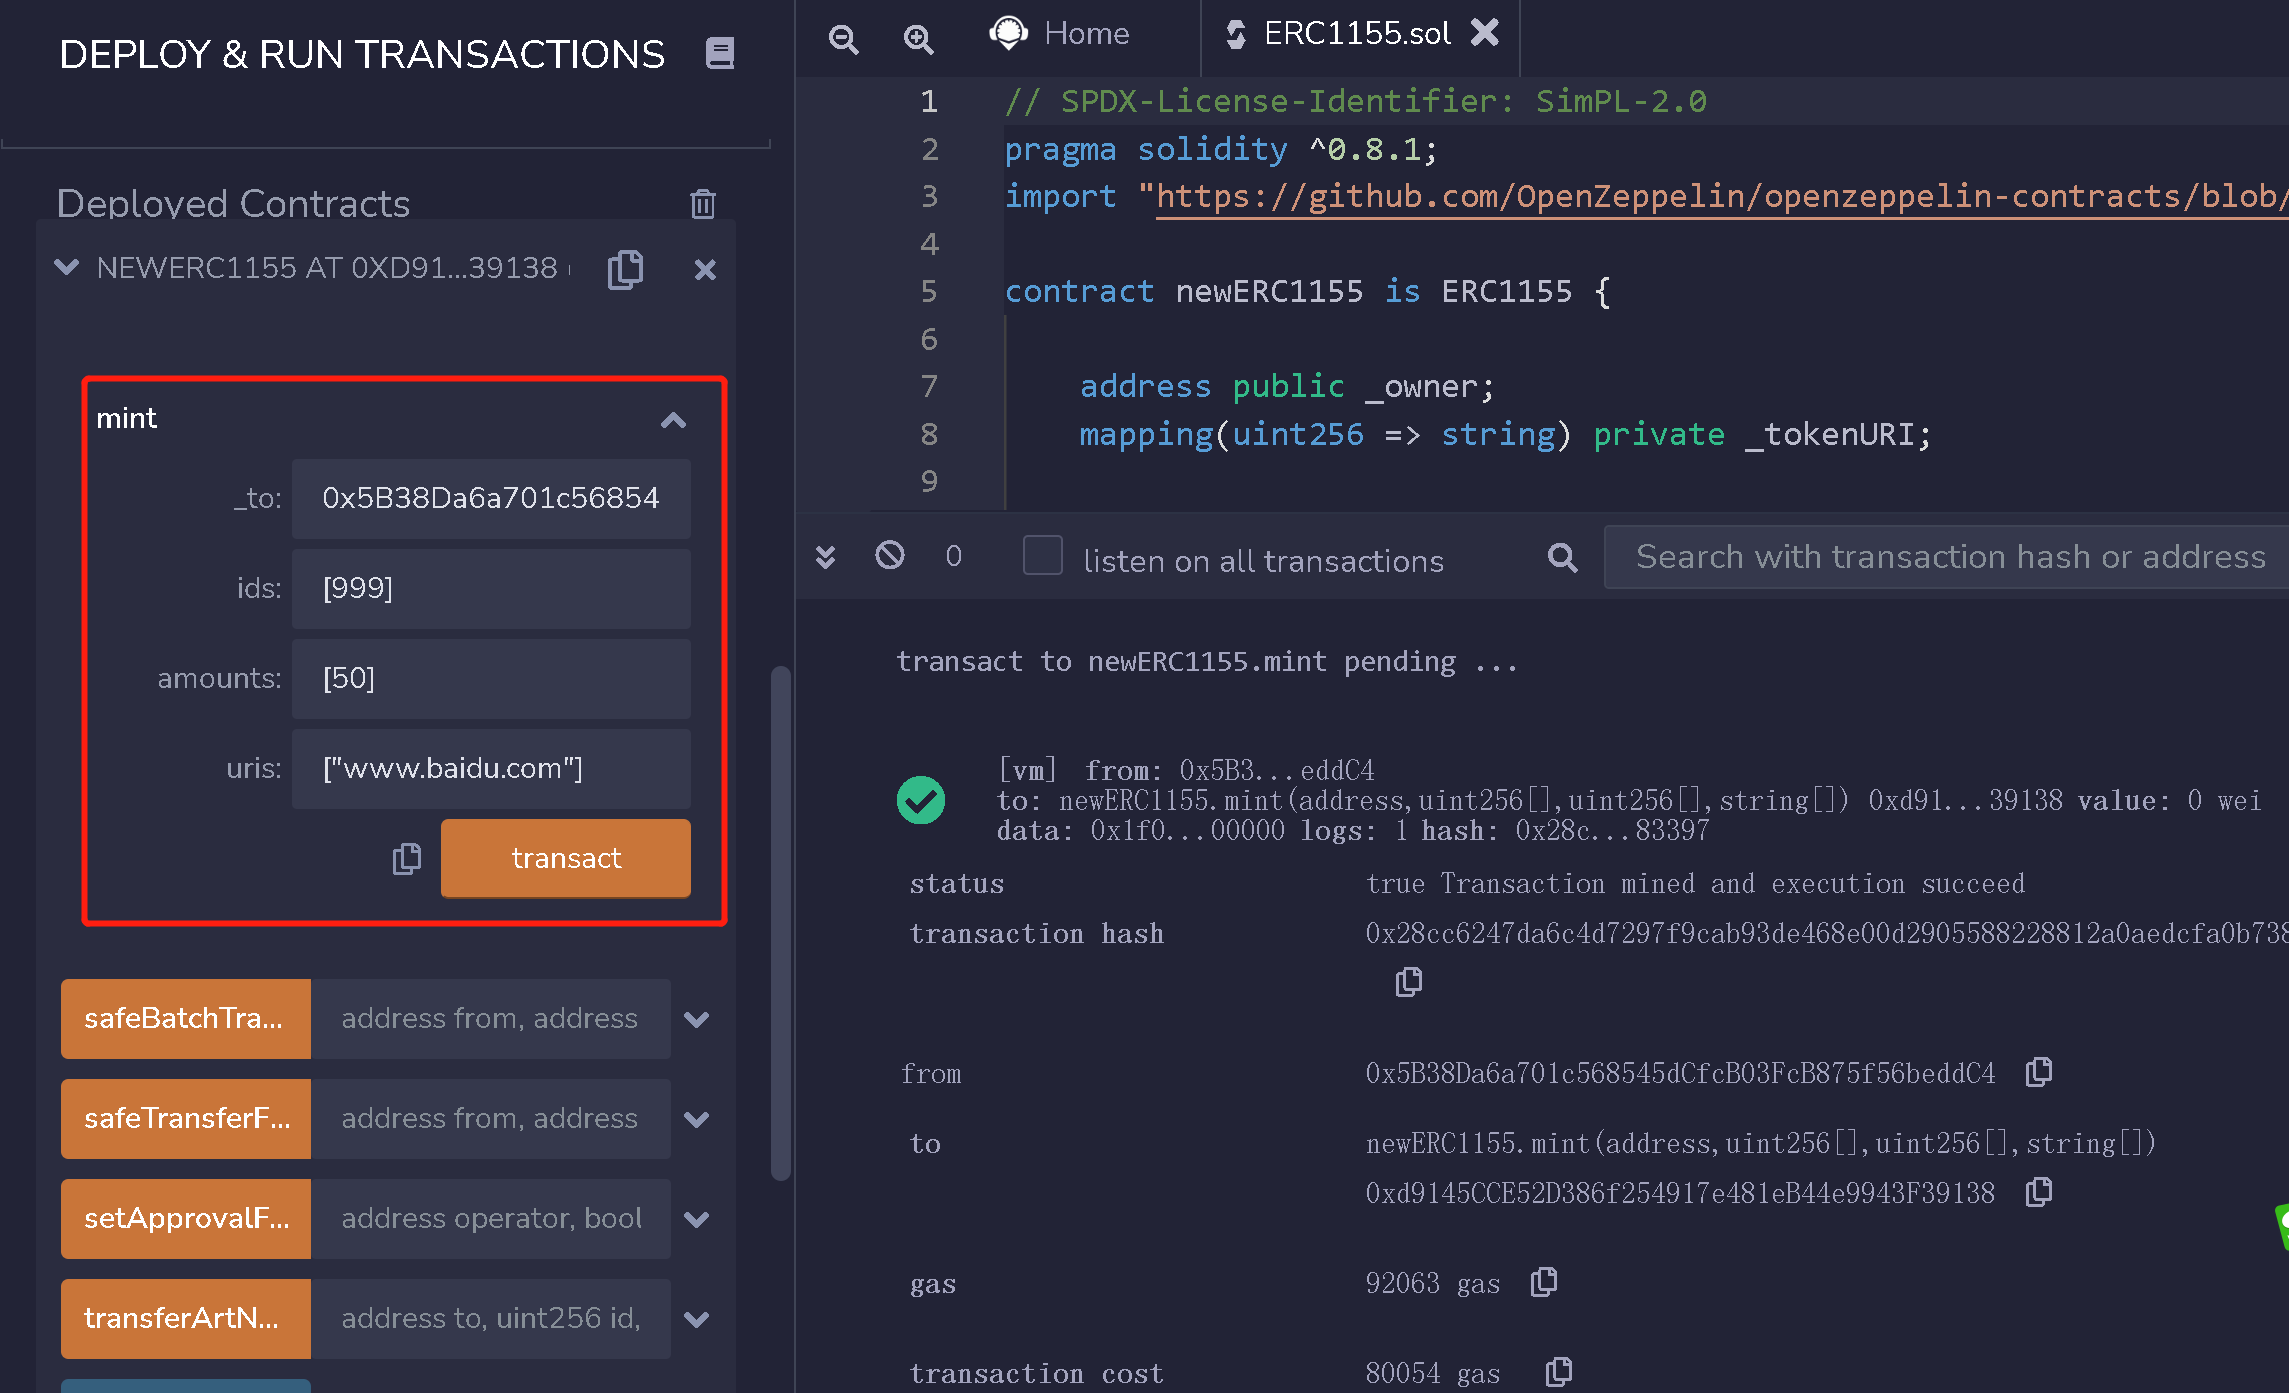 DEPLOY & RUN TRANSACTIONS
Deployed Contracts
NEWERC1155 AT 0XD91...39138
mint
_to: 0x5B38Da6a701c56854
ids: [999]
amounts: [50]
uris: ["www.baidu.com"]
transact
safeBatchTra... address from, address
safeTransferF... address from, address
setApprovalF... address operator, bool
transferArtN... address to, uint256 id,
Home
ERC1155.sol
1 // SPDX-License-Identifier: SimPL-2.0
2 pragma solidity ^0.8.1;
3 import "https://github.com/OpenZeppelin/openzeppelin-contracts/blob/
4
5 contract newERC1155 is ERC1155 {
6
7 address public _owner;
8 mapping(uint256 => string) private _tokenURI;
9
0 listen on all transactions Search with transaction hash or address
transact to newERC1155.mint pending ...
[vm] from: 0x5B3...eddC4
to: newERC1155.mint(address,uint256[],uint256[],string[]) 0xd91...39138 value: 0 wei
data: 0x1f0...00000 logs: 1 hash: 0x28c...83397
status true Transaction mined and execution succeed
transaction hash 0x28cc6247da6c4d7297f9cab93de468e00d2905588228812a0aedcfa0b738
from 0x5B38Da6a701c568545dCfcB03FcB875f56beddC4
to newERC1155.mint(address,uint256[],uint256[],string[])
0xd9145CCE52D386f254917e481eB44e9943F39138
gas 92063 gas
transaction cost 80054 gas